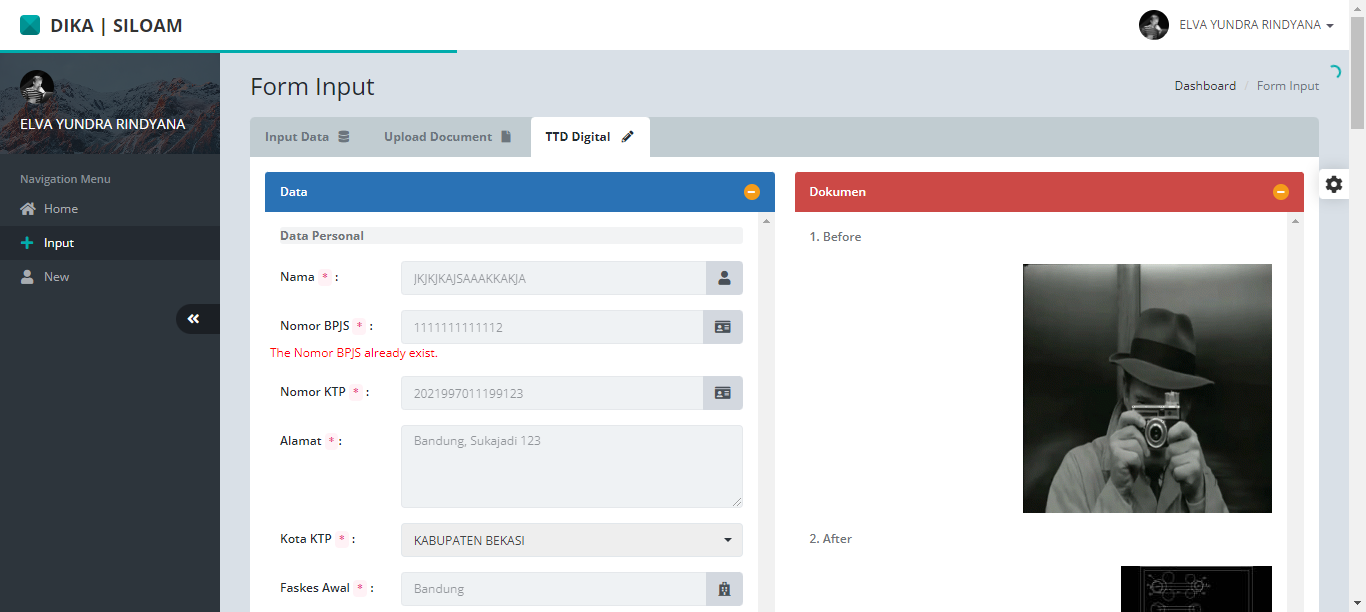 DIKA | SILOAM
ELVA YUNDRA RINDYANA
ELVA YUNDRA RINDYANA
Navigation Menu
Home
Input
New
Form Input
Dashboard / Form Input
Input Data
Upload Document
TTD Digital
Data
Data Personal
Nama * :
JKJKJKAJSAAAKKAKJA
Nomor BPJS * :
1111111111112
The Nomor BPJS already exist.
Nomor KTP * :
2021997011199123
Alamat * :
Bandung, Sukajadi 123
Kota KTP * :
KABUPATEN BEKASI
Faskes Awal * :
Bandung
Dokumen
1. Before
2. After